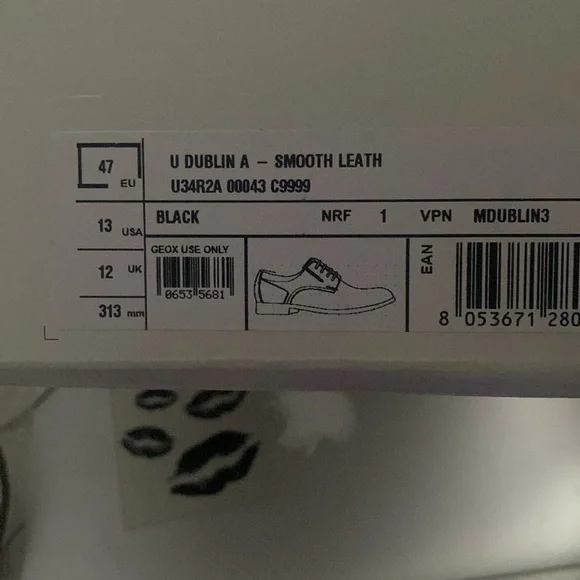 47 EU
U DUBLIN A – SMOOTH LEATH
U34R2A 00043 C9999
13 USA
BLACK NRF 1 VPN MDUBLIN3
12 UK
GEOX USE ONLY
0653 5681
EAN
313 mm
8 053671 280